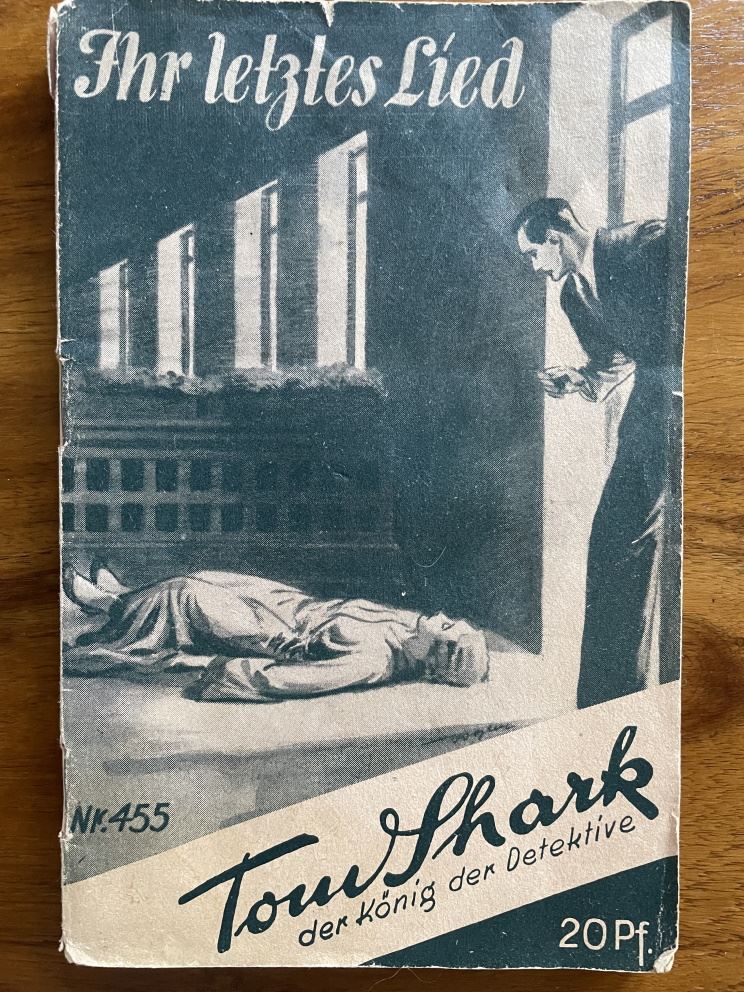 Ihr letztes Lied
Nr. 455
Tom Shark
der König der Detektive
20 Pf.